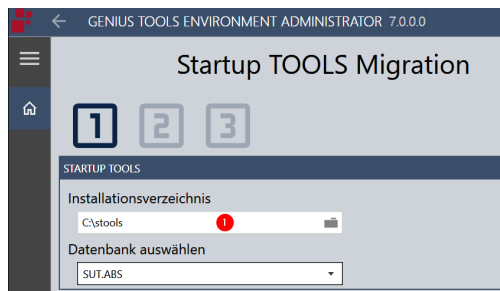 GENIUS TOOLS ENVIRONMENT ADMINISTRATOR 7.0.0.0
Startup TOOLS Migration
1 2 3
STARTUP TOOLS
Installationsverzeichnis
C:\stools 1
Datenbank auswählen
SUT.ABS